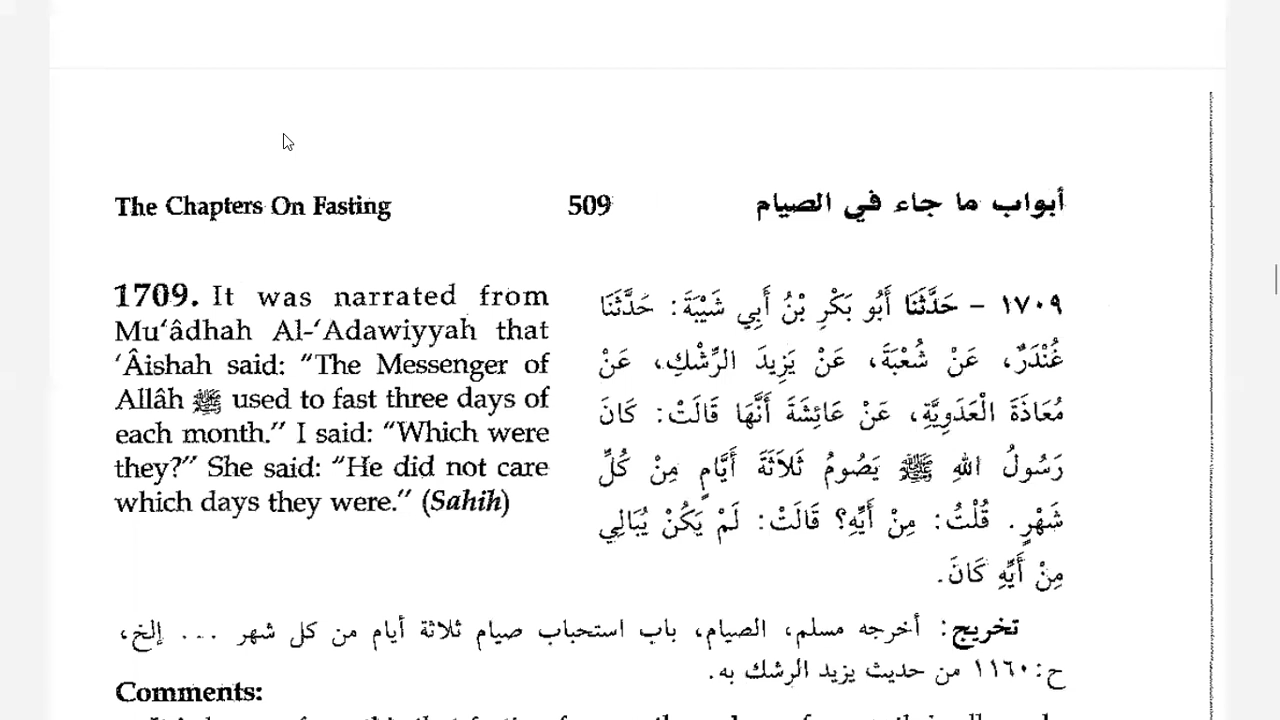 The Chapters On Fasting 509 أبواب ما جاء في الصيام
1709. It was narrated from
Mu‘âdhah Al-‘Adawiyyah that
‘Âishah said: “The Messenger of
Allâh ﷺ used to fast three days of
each month.” I said: “Which were
they?” She said: “He did not care
which days they were.” (Sahih)
١٧٠٩ - حَدَّثَنَا أَبُو بَكْرِ بْنُ أَبِي شَيْبَةَ: حَدَّثَنَا
غُنْدَرٌ، عَنْ شُعْبَةَ، عَنْ يَزِيدَ الرِّشْكِ، عَنْ
مُعَاذَةَ الْعَدَوِيَّةِ، عَنْ عَائِشَةَ أَنَّهَا قَالَتْ: كَانَ
رَسُولُ اللهِ ﷺ يَصُومُ ثَلَاثَةَ أَيَّامٍ مِنْ كُلِّ
شَهْرٍ. قُلْتُ: مِنْ أَيِّهِ؟ قَالَتْ: لَمْ يَكُنْ يُبَالِي
مِنْ أَيِّهِ كَانَ.
تخريج: أخرجه مسلم، الصيام، باب استحباب صيام ثلاثة أيام من كل شهر ... إلخ،
ح: ١١٦٠ من حديث يزيد الرشك به.
Comments: